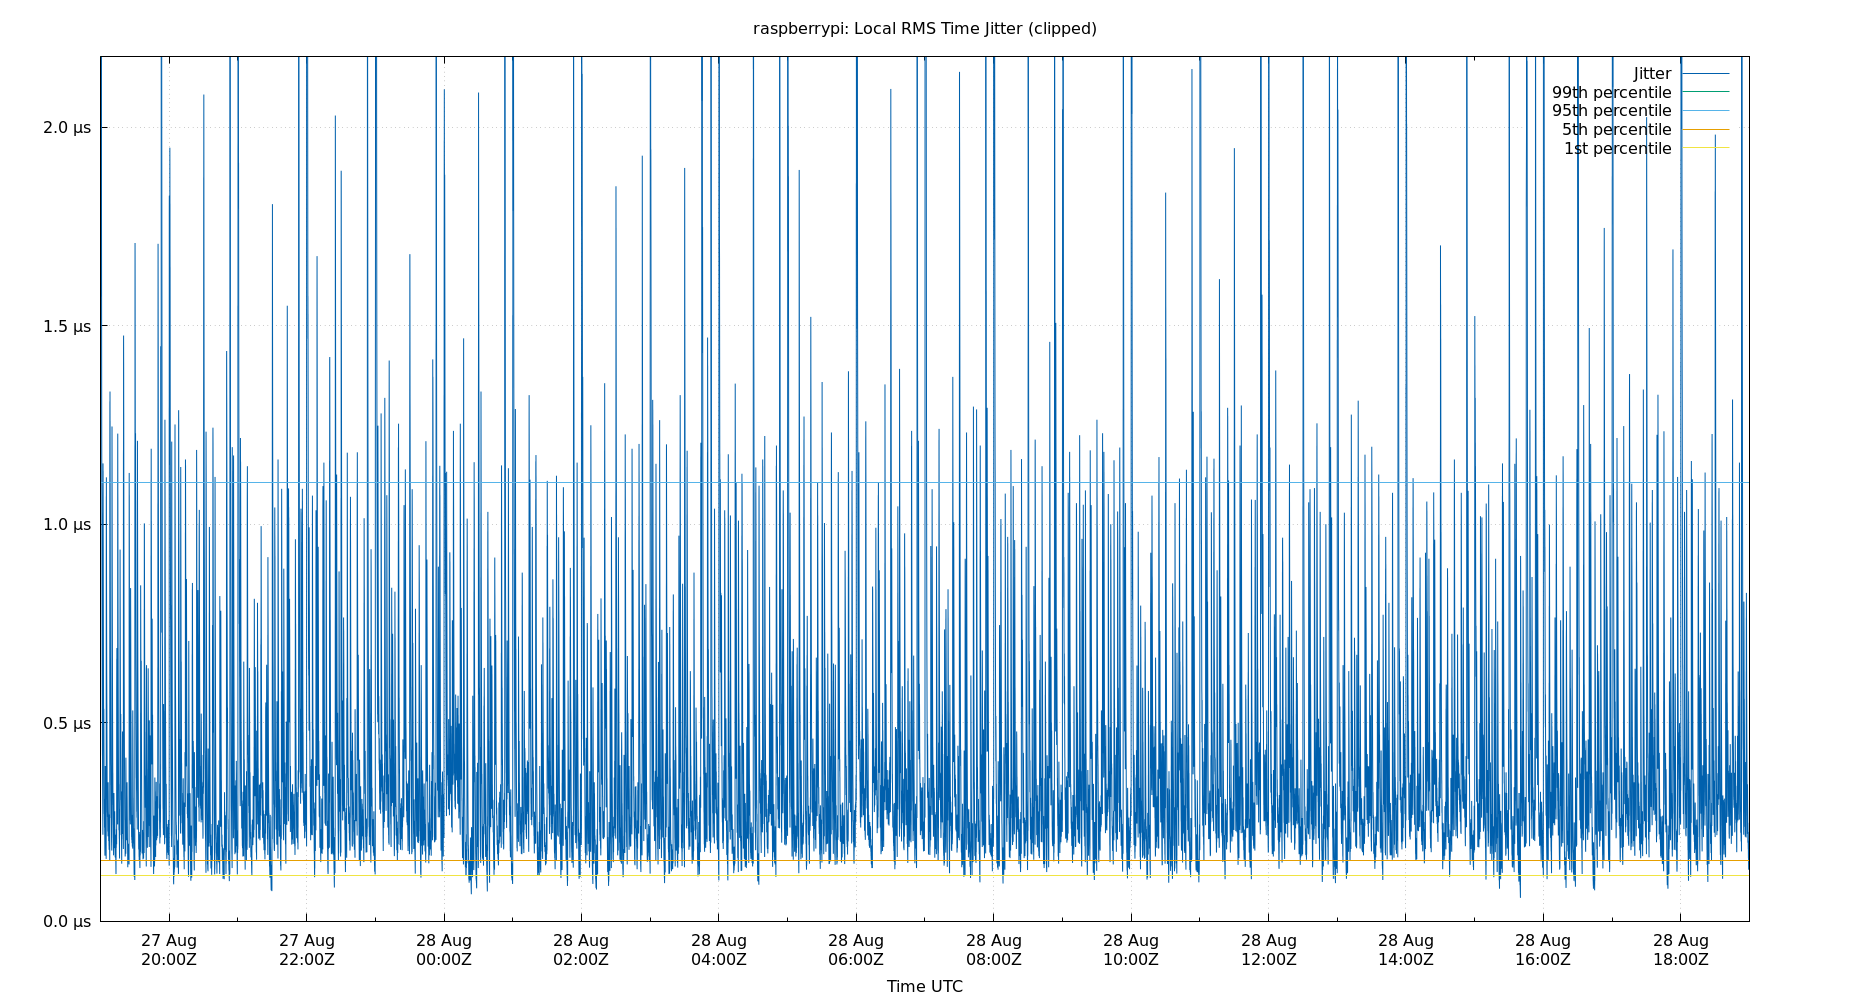 raspberrypi: Local RMS Time Jitter (clipped)
Jitter
99th percentile
95th percentile
5th percentile
1st percentile
2.0 μs
1.5 μs
1.0 μs
0.5 μs
0.0 μs
27 Aug 27 Aug 28 Aug 28 Aug 28 Aug 28 Aug 28 Aug 28 Aug 28 Aug 28 Aug 28 Aug 28 Aug
20:00Z 22:00Z 00:00Z 02:00Z 04:00Z 06:00Z 08:00Z 10:00Z 12:00Z 14:00Z 16:00Z 18:00Z
Time UTC